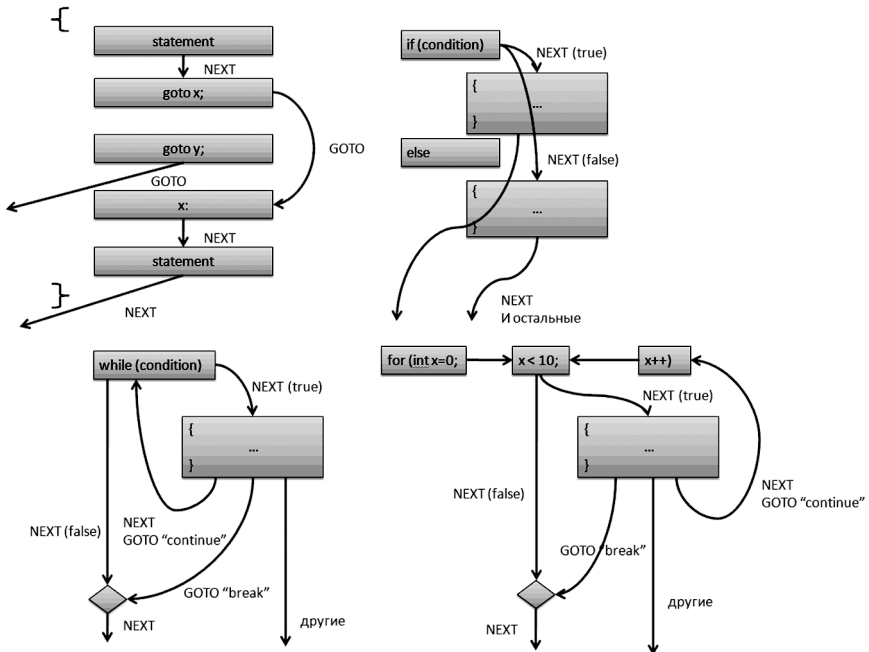 {
statement
NEXT
goto x;
GOTO
goto y;
GOTO
x:
NEXT
statement
}
NEXT
if (condition)
NEXT (true)
{
...
}
else
NEXT (false)
{
...
}
NEXT
И остальные
while (condition)
NEXT (true)
{
...
}
NEXT (false)
NEXT
GOTO "continue"
GOTO "break"
NEXT
другие
for (int x=0;
x < 10;
x++)
NEXT (true)
{
...
}
NEXT
GOTO "continue"
NEXT (false)
GOTO "break"
NEXT
другие